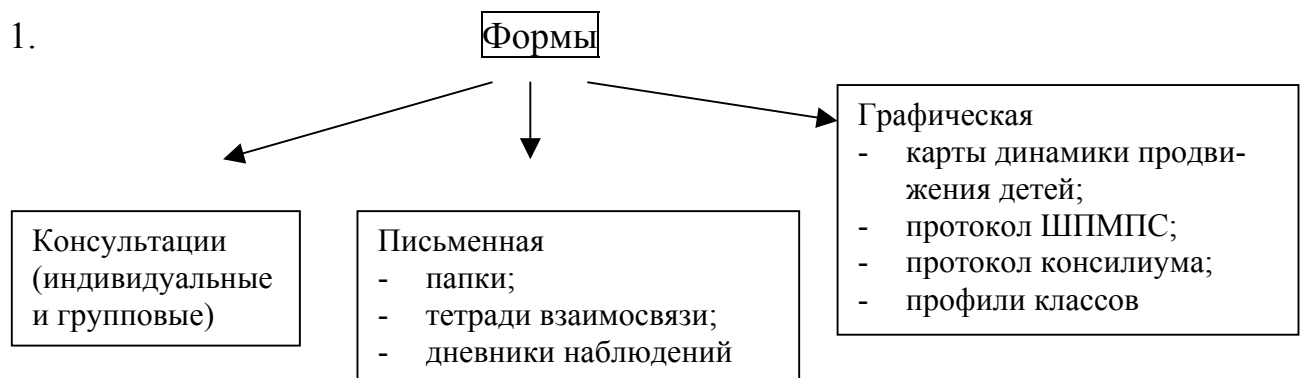 1.
Формы
Консультации
(индивидуальные
и групповые)
Письменная
- папки;
- тетради взаимосвязи;
- дневники наблюдений
Графическая
- карты динамики продви-
жения детей;
- протокол ШПМПС;
- протокол консилиума;
- профили классов